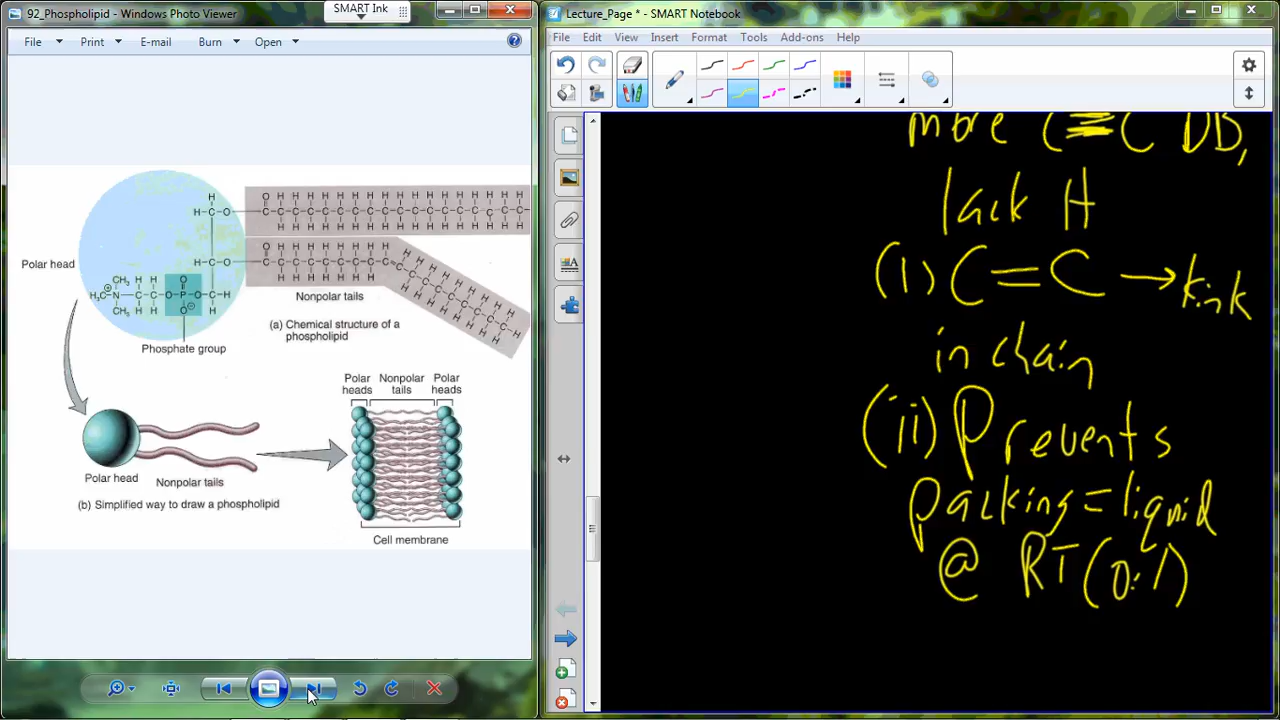 92_Phospholipid - Windows Photo Viewer
SMART Ink
File Print E-mail Burn Open
Polar head
Nonpolar tails
(a) Chemical structure of a
phospholipid
Phosphate group
Polar
heads
Nonpolar
tails
Polar
heads
Polar head
Nonpolar tails
(b) Simplified way to draw a phospholipid
Cell membrane
Lecture_Page * - SMART Notebook
File Edit View Insert Format Tools Add-ons Help
more C=C DB,
lack H
(i) C=C → kink
in chain
(ii) Prevents
packing = liquid
@ RT (oil)